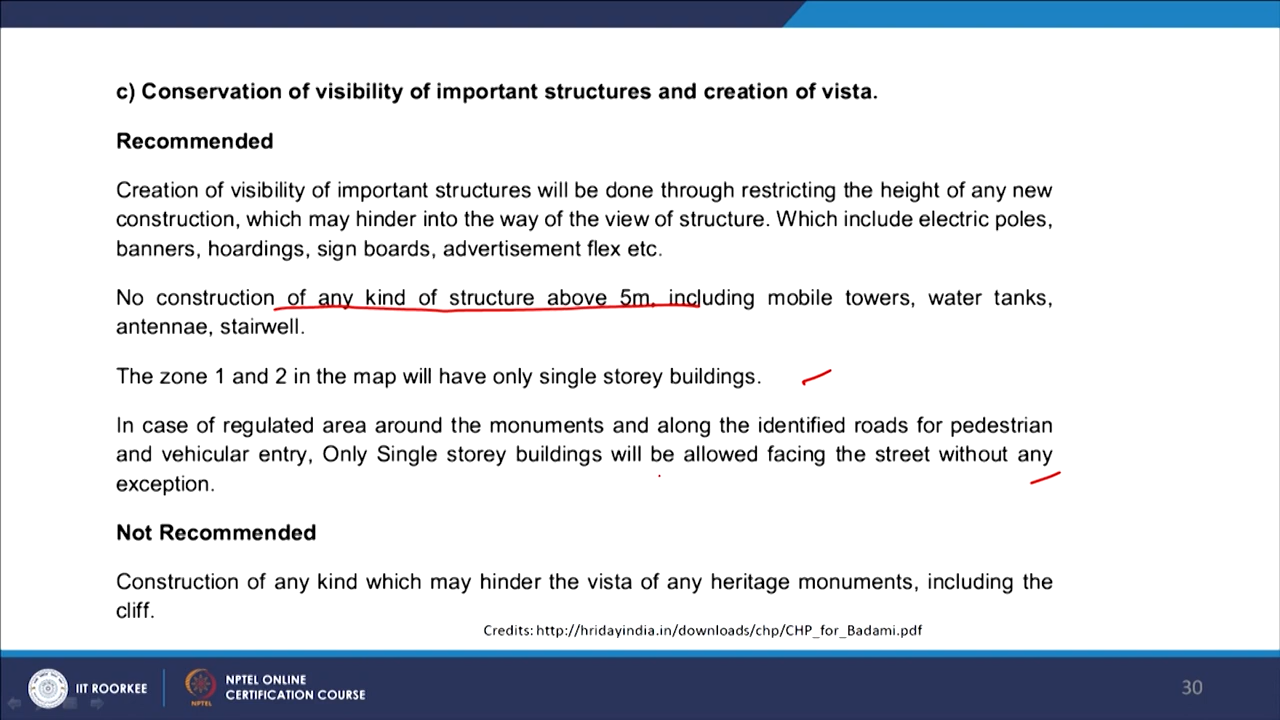 c) Conservation of visibility of important structures and creation of vista.
Recommended
Creation of visibility of important structures will be done through restricting the height of any new
construction, which may hinder into the way of the view of structure. Which include electric poles,
banners, hoardings, sign boards, advertisement flex etc.
No construction of any kind of structure above 5m, including mobile towers, water tanks,
antennae, stairwell.
The zone 1 and 2 in the map will have only single storey buildings.
In case of regulated area around the monuments and along the identified roads for pedestrian
and vehicular entry, Only Single storey buildings will be allowed facing the street without any
exception.
Not Recommended
Construction of any kind which may hinder the vista of any heritage monuments, including the
cliff.
Credits: http://hridayindia.in/downloads/chp/CHP_for_Badami.pdf
IIT ROORKEE
NPTEL
NPTEL ONLINE
CERTIFICATION COURSE
30